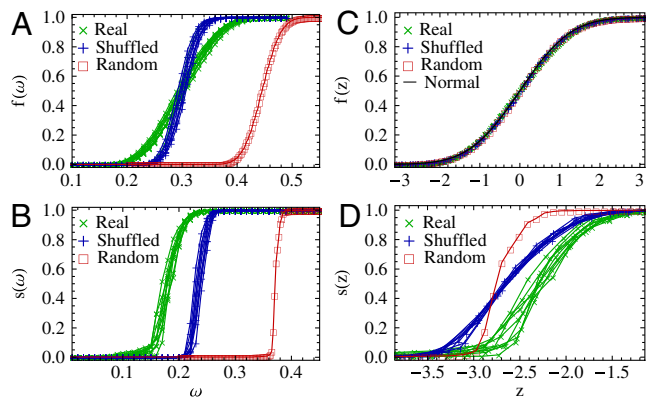 A
f(ω)
1.0
0.8
0.6
0.4
0.2
0.0
× Real
+ Shuffled
□ Random
0.1 0.2 0.3 0.4 0.5
C
f(z)
1.0
0.8
0.6
0.4
0.2
0.0
× Real
+ Shuffled
□ Random
— Normal
−3 −2 −1 0 1 2 3
B
s(ω)
1.0
0.8
0.6
0.4
0.2
0.0
× Real
+ Shuffled
□ Random
0.1 0.2 0.3 0.4
ω
D
s(z)
1.0
0.8
0.6
0.4
0.2
0.0
× Real
+ Shuffled
□ Random
−3.5 −3.0 −2.5 −2.0 −1.5
z